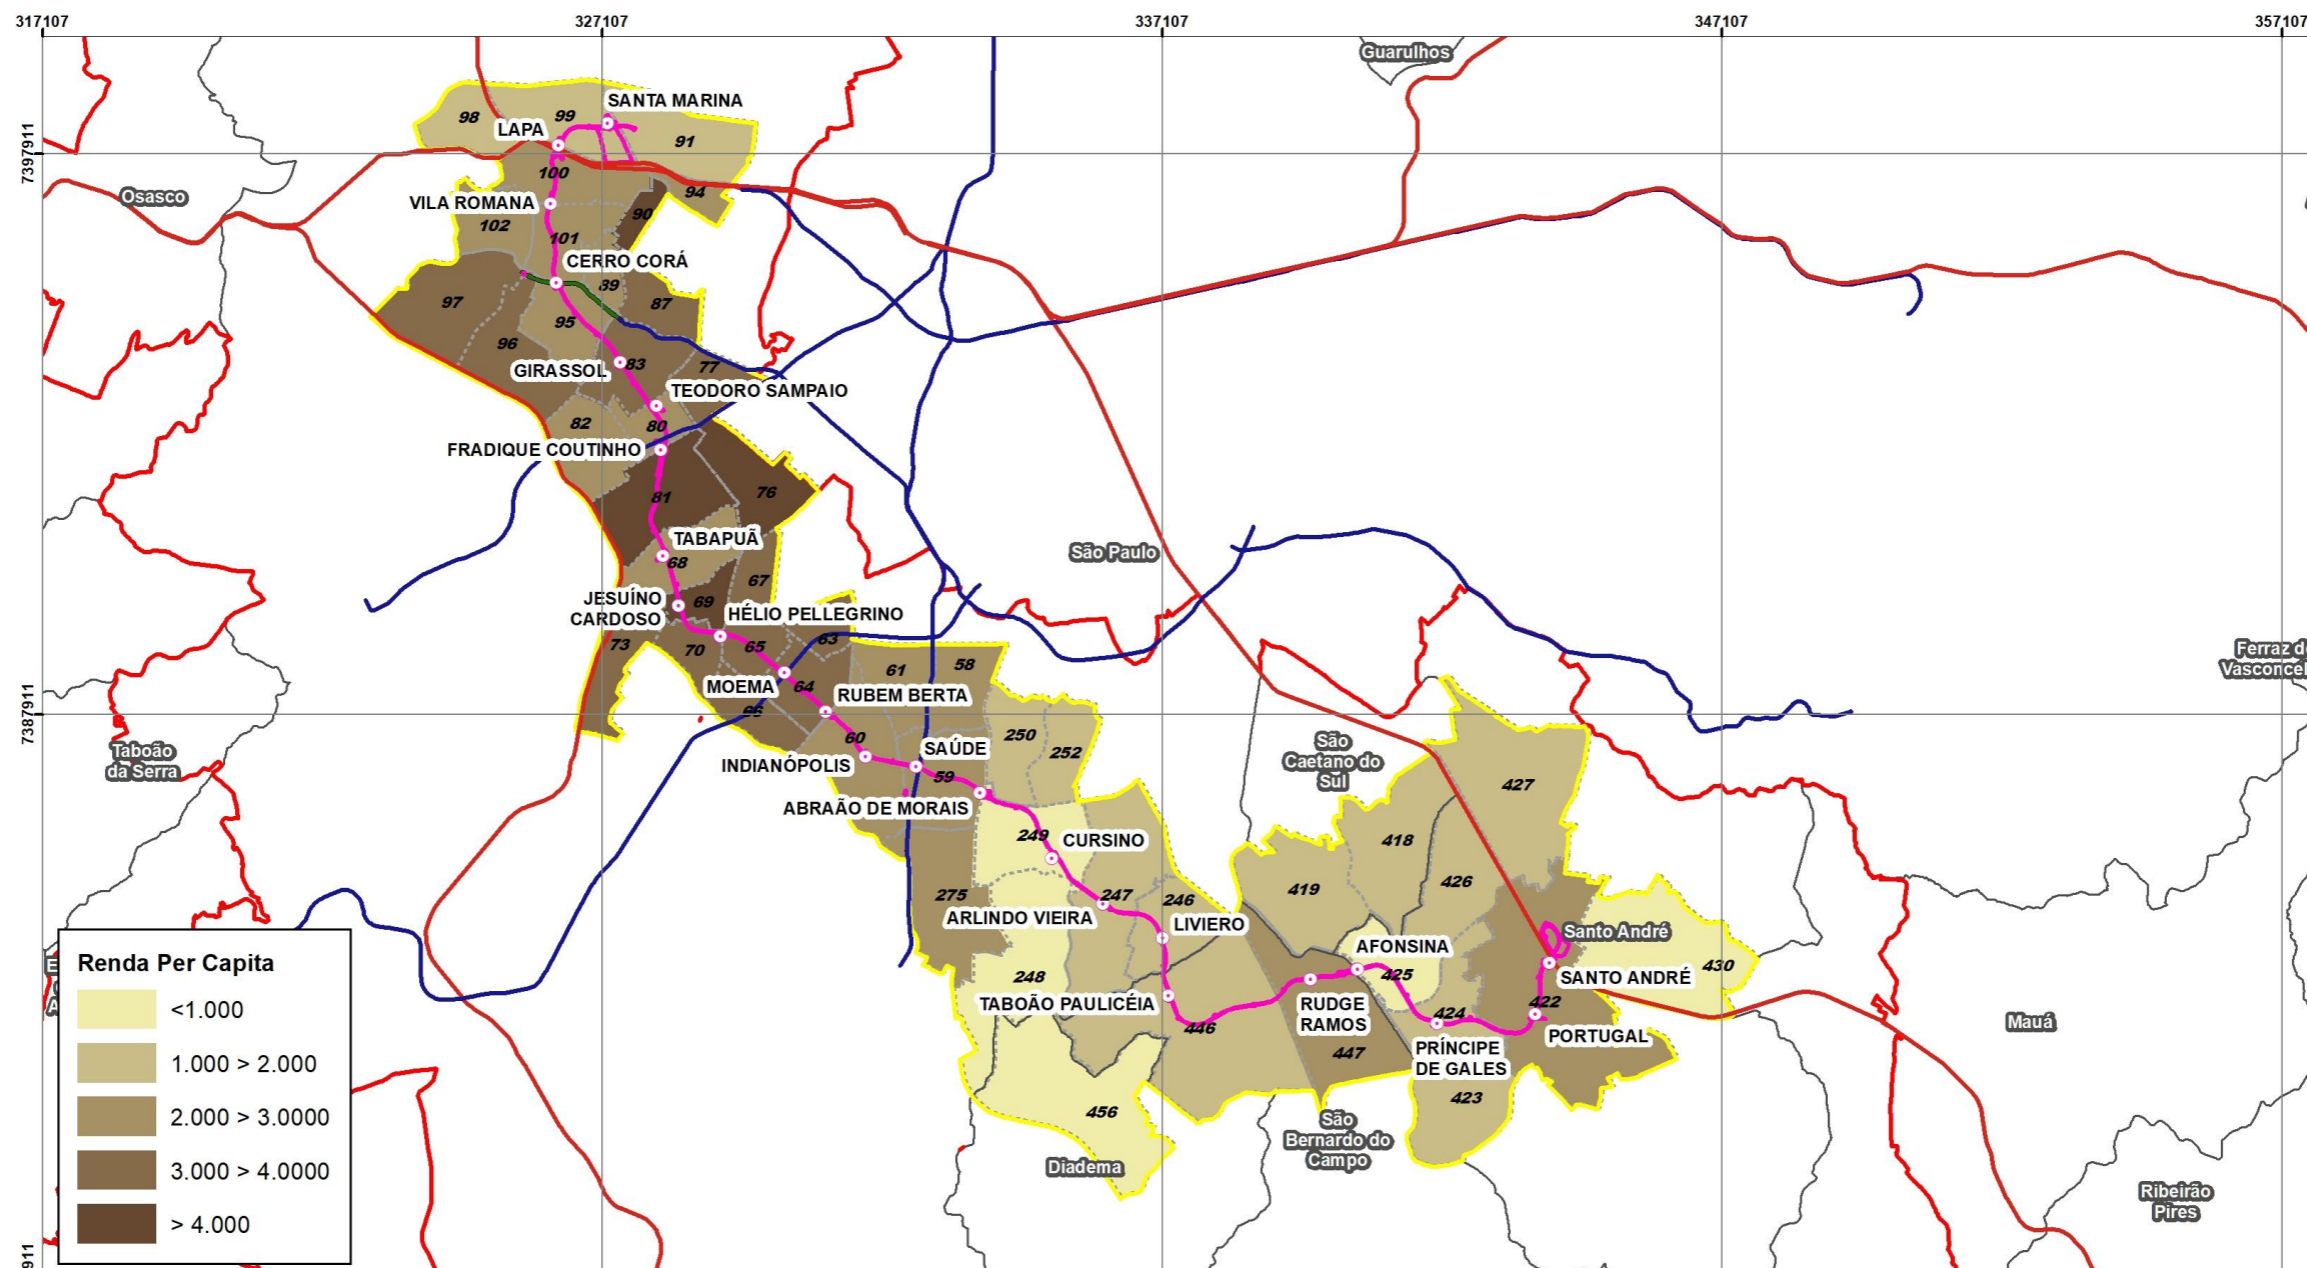 317107
327107
337107
347107
357107
Guarulhos
SANTA MARINA
98
99
LAPA
91
7397911
100
94
Osasco
VILA ROMANA
90
102
101
CERRO CORÁ
89
97
87
95
96
83
GIRASSOL
77
TEODORO SAMPAIO
82
80
FRADIQUE COUTINHO
76
81
TABAPUÃ
São Paulo
68
67
JESUÍNO
CARDOSO
69
HÉLIO PELLEGRINO
73
70
65
63
61
58
Ferraz d
Vasconcel
MOEMA
64
RUBEM BERTA
66
7387911
250
60
252
SAÚDE
INDIANÓPOLIS
59
Taboão
da Serra
São
Caetano do
Sul
427
ABRAÃO DE MORAIS
249
CURSINO
418
275
247
246
419
426
ARLINDO VIEIRA
LIVIERO
Santo André
AFONSINA
430
248
425
SANTO ANDRÉ
TABOÃO PAULICÉIA
RUDGE
RAMOS
422
424
446
447
PORTUGAL
PRÍNCIPE
DE GALES
Mauá
423
456
São
Bernardo do
Campo
Diadema
Ribeirão
Pires
E
A
911
Renda Per Capita
<1.000
1.000 > 2.000
2.000 > 3.0000
3.000 > 4.0000
> 4.000